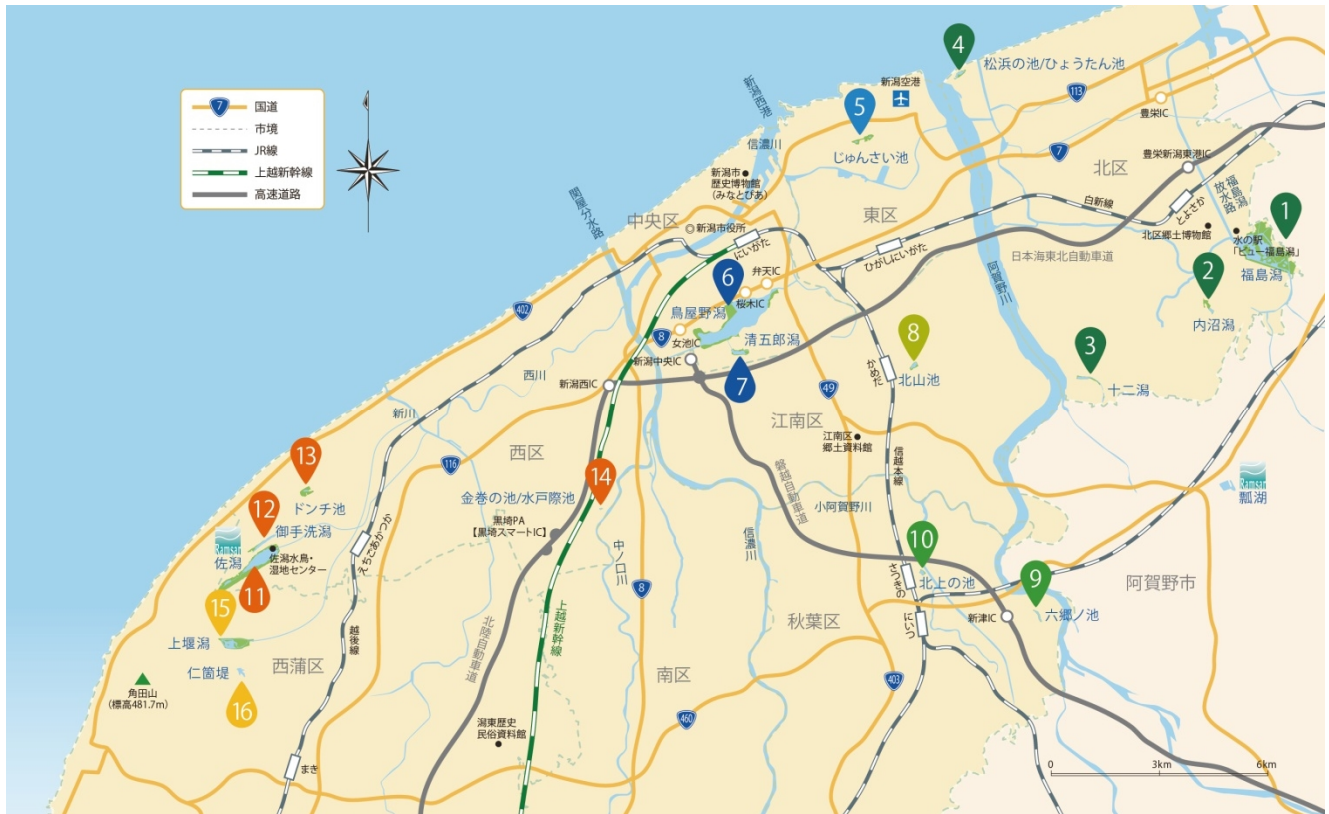 7
国道
市境
JR線
上越新幹線
高速道路
4
松浜の池/ひょうたん池
新潟空港
5
じゅんさい池
113
豊栄IC
7
豊栄新潟東港IC
北区
新潟西港
信濃川
新潟市
歴史博物館
(みなとぴあ)
関屋分水路
中央区
◎新潟市役所
東区
白新線
とよさか
福島潟
放水路
1
北区郷土博物館
水の駅
「ビュー福島潟」
福島潟
にいがた
ひがしにいがた
日本海東北自動車道
阿賀野川
2
内沼潟
弁天IC
6
桜木IC
鳥屋野潟
402
8
女池IC
清五郎潟
新潟中央IC
7
8
北山池
かめだ
3
十二潟
西川
新潟西IC
49
新川
江南区
江南区
郷土資料館
西区
116
信越本線
磐越自動車道
小阿賀野川
13
ドンチ池
14
金巻の池/水戸際池
黒埼PA
【黒埼スマートIC】
Ramsar
瓢湖
12
御手洗潟
Ramsar
佐潟
佐潟水鳥・
湿地センター
えちごあかつか
11
中ノ口川
信濃川
10
北上の池
さつきの
9
六郷ノ池
阿賀野市
15
上堰潟
8
新津IC
にいつ
秋葉区
越後線
北陸自動車道
上越新幹線
西蒲区
仁箇堤
16
角田山
(標高481.7m)
南区
403
460
潟東歴史
民俗資料館
まき
0
3km
6km